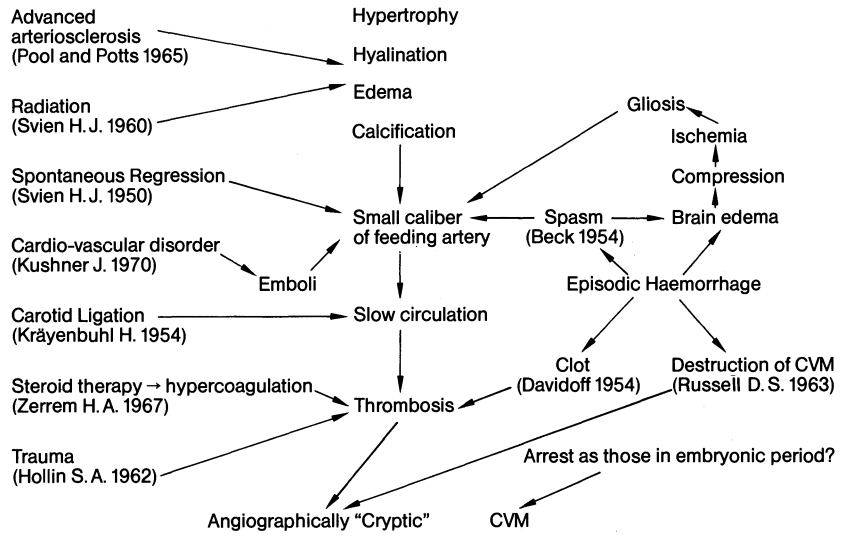 Advanced
arteriosclerosis
(Pool and Potts 1965)
Radiation
(Svien H. J. 1960)
Spontaneous Regression
(Svien H. J. 1950)
Cardio-vascular disorder
(Kushner J. 1970)
Emboli
Carotid Ligation
(Kräyenbuhl H. 1954)
Steroid therapy → hypercoagulation
(Zerrem H. A. 1967)
Trauma
(Hollin S. A. 1962)
Hypertrophy
Hyalination
Edema
Calcification
Small caliber
of feeding artery
Slow circulation
Thrombosis
Gliosis
Ischemia
Compression
Spasm
(Beck 1954)
Brain edema
Episodic Haemorrhage
Clot
(Davidoff 1954)
Destruction of CVM
(Russell D. S. 1963)
Arrest as those in embryonic period?
Angiographically “Cryptic” CVM